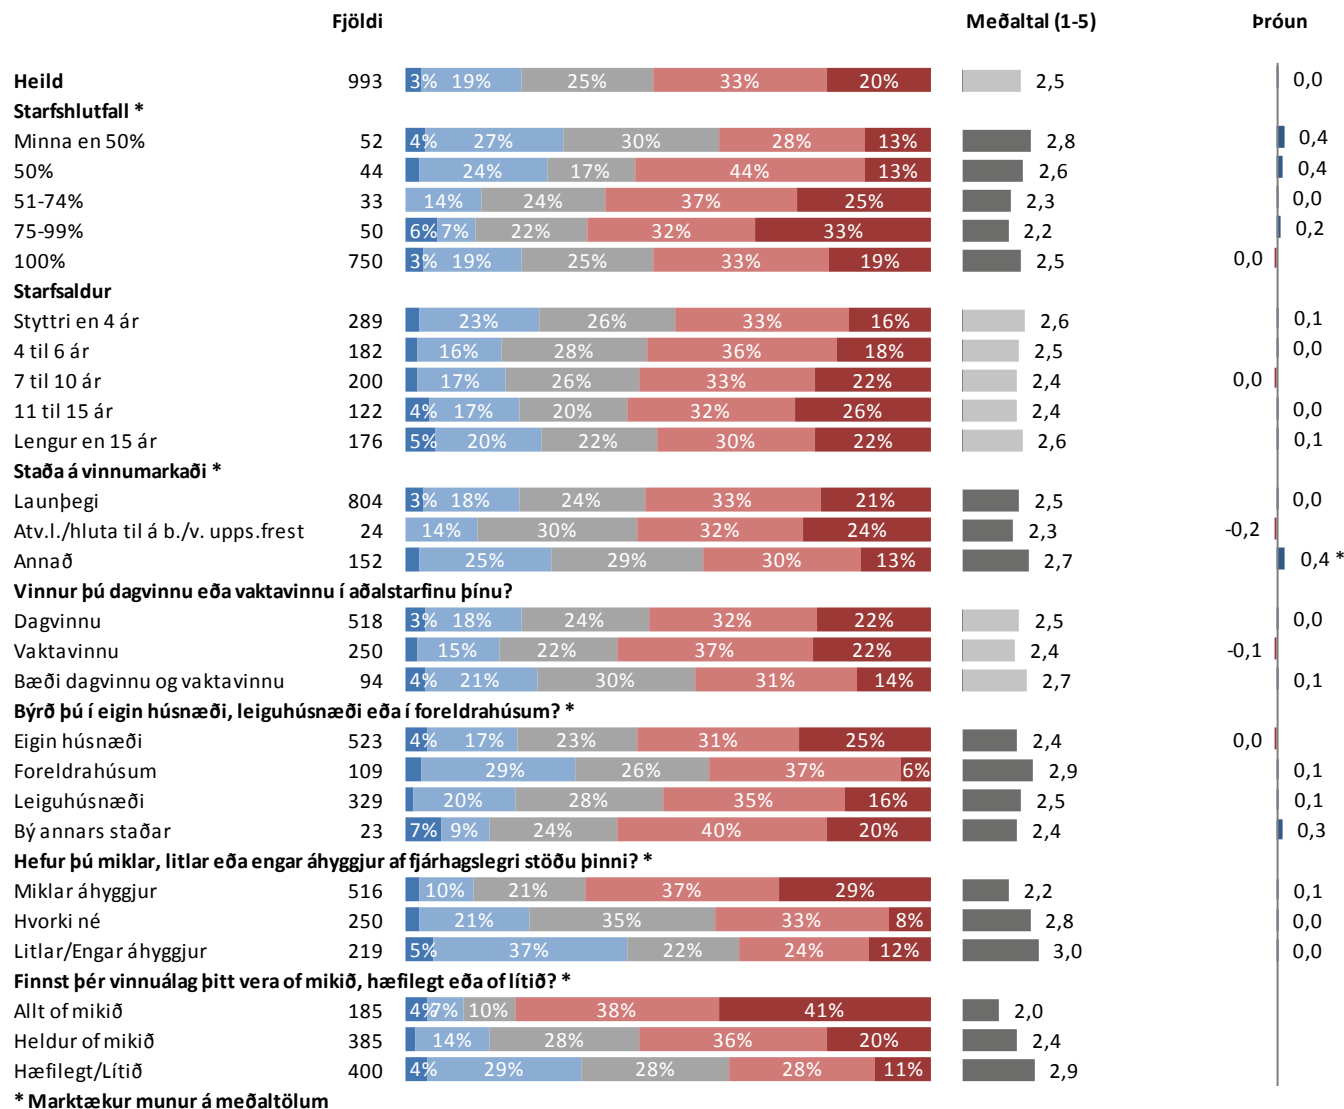 Fjöldi Meðaltal (1-5) Þróun
Heild 993 3% 19% 25% 33% 20% 2,5 0,0
Starfshlutfall *
Minna en 50% 52 4% 27% 30% 28% 13% 2,8 0,4
50% 44 24% 17% 44% 13% 2,6 0,4
51-74% 33 14% 24% 37% 25% 2,3 0,0
75-99% 50 6% 7% 22% 32% 33% 2,2 0,2
100% 750 3% 19% 25% 33% 19% 2,5 0,0
Starfsaldur
Styttri en 4 ár 289 23% 26% 33% 16% 2,6 0,1
4 til 6 ár 182 16% 28% 36% 18% 2,5 0,0
7 til 10 ár 200 17% 26% 33% 22% 2,4 0,0
11 til 15 ár 122 4% 17% 20% 32% 26% 2,4 0,0
Lengur en 15 ár 176 5% 20% 22% 30% 22% 2,6 0,1
Staða á vinnumarkaði *
Launþegi 804 3% 18% 24% 33% 21% 2,5 0,0
Atv.l./hluta til á b./v. upps.frest 24 14% 30% 32% 24% 2,3 -0,2
Annað 152 25% 29% 30% 13% 2,7 0,4 *
Vinnur þú dagvinnu eða vaktavinnu í aðalstarfinu þínu?
Dagvinnu 518 3% 18% 24% 32% 22% 2,5 0,0
Vaktavinnu 250 15% 22% 37% 22% 2,4 -0,1
Bæði dagvinnu og vaktavinnu 94 4% 21% 30% 31% 14% 2,7 0,1
Býrð þú í eigin húsnæði, leiguhúsnæði eða í foreldrahúsum? *
Eigin húsnæði 523 4% 17% 23% 31% 25% 2,4 0,0
Foreldrahúsum 109 29% 26% 37% 6% 2,9 0,1
Leiguhúsnæði 329 20% 28% 35% 16% 2,5 0,1
Bý annars staðar 23 7% 9% 24% 40% 20% 2,4 0,3
Hefur þú miklar, litlar eða engar áhyggjur af fjárhagslegri stöðu þinni? *
Miklar áhyggjur 516 10% 21% 37% 29% 2,2 0,1
Hvorki né 250 21% 35% 33% 8% 2,8 0,0
Litlar/Engar áhyggjur 219 5% 37% 22% 24% 12% 3,0 0,0
Finnst þér vinnuálag þitt vera of mikið, hæfilegt eða of lítið? *
Allt of mikið 185 4% 7% 10% 38% 41% 2,0
Heldur of mikið 385 14% 28% 36% 20% 2,4
Hæfilegt/Lítið 400 4% 29% 28% 28% 11% 2,9
* Marktækur munur á meðaltölum